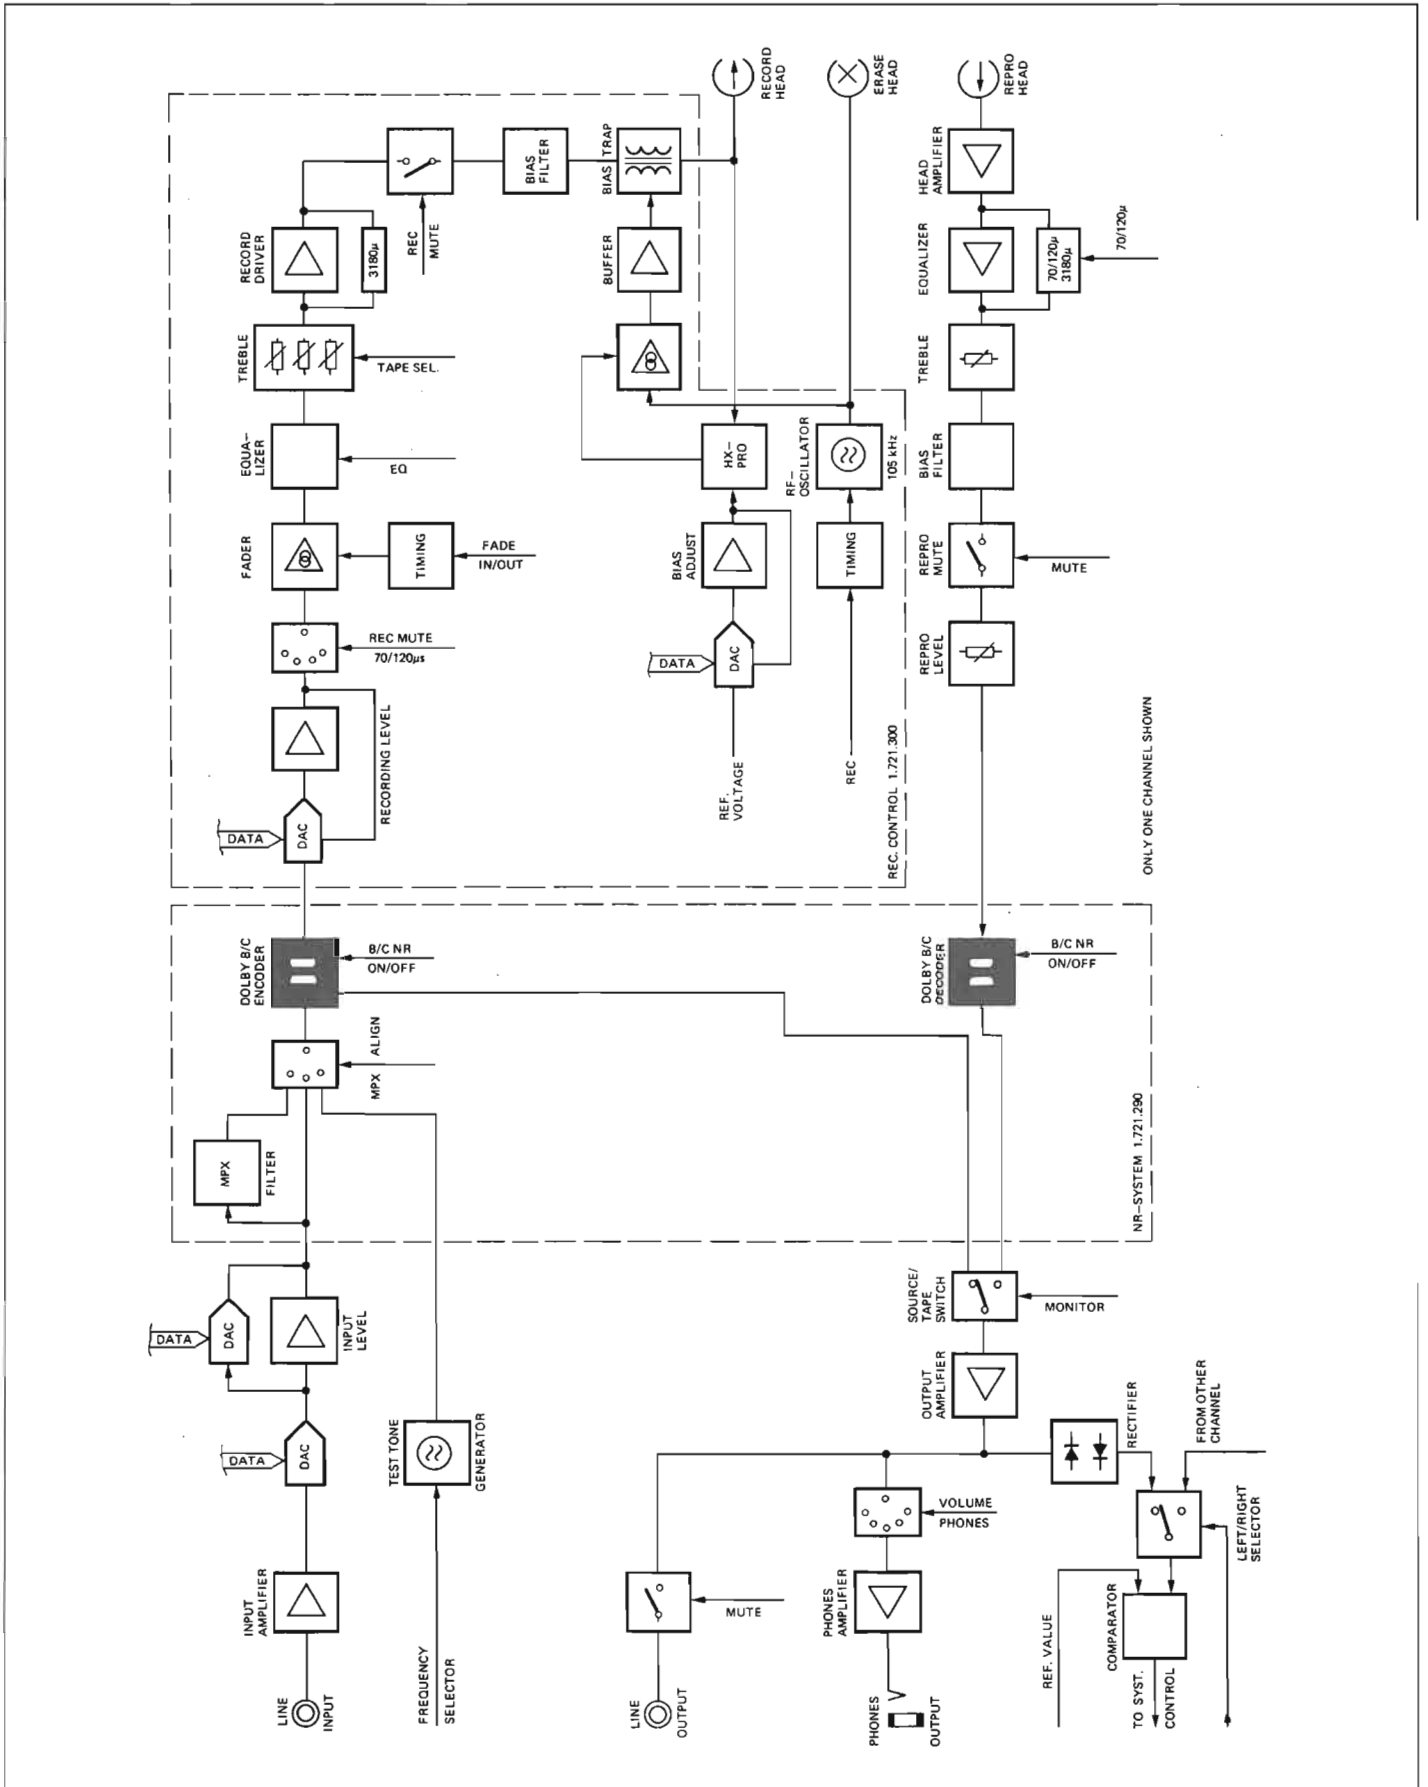 RECORD
HEAD
ERASE
HEAD
REPRO
HEAD
RECORD
DRIVER
3180µ
REC
MUTE
BIAS
FILTER
BIAS TRAP
HEAD
AMPLIFIER
BUFFER
EQUALIZER
70/120µ
3180µ
70/120µ
TREBLE
TAPE SEL.
TREBLE
EQUA–
LIZER
EQ
HX–
PRO
RF–
OSCILLATOR
105 kHz
BIAS
FILTER
FADER
TIMING
FADE
IN/OUT
BIAS
ADJUST
TIMING
REPRO
MUTE
MUTE
REC MUTE
70/120µs
DATA
DAC
REPRO
LEVEL
RECORDING LEVEL
REF.
VOLTAGE
REC
DATA
DAC
REC. CONTROL 1.721.300
ONLY ONE CHANNEL SHOWN
DOLBY B/C
ENCODER
B/C NR
ON/OFF
DOLBY B/C
DECODER
B/C NR
ON/OFF
MPX ALIGN
MPX
FILTER
NR–SYSTEM 1.721.290
DATA
DAC
INPUT
LEVEL
SOURCE/
TAPE
SWITCH
MONITOR
DATA
DAC
TEST TONE
GENERATOR
OUTPUT
AMPLIFIER
RECTIFIER
FROM OTHER
CHANNEL
VOLUME
PHONES
LEFT/RIGHT
SELECTOR
INPUT
AMPLIFIER
MUTE
PHONES
AMPLIFIER
COMPARATOR
REF. VALUE
LINE
INPUT
FREQUENCY
SELECTOR
LINE
OUTPUT
PHONES
OUTPUT
TO SYST.
CONTROL